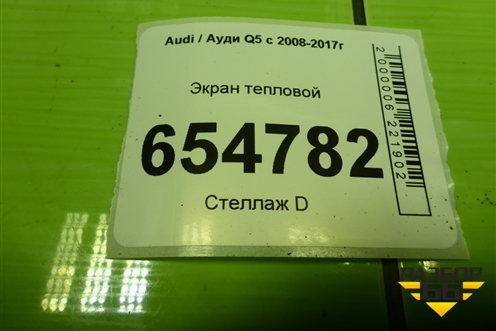 Audi / Ауди Q5 с 2008-2017г
Экран тепловой
654782
Стеллаж D
2000006221902
РАЗБОР
66